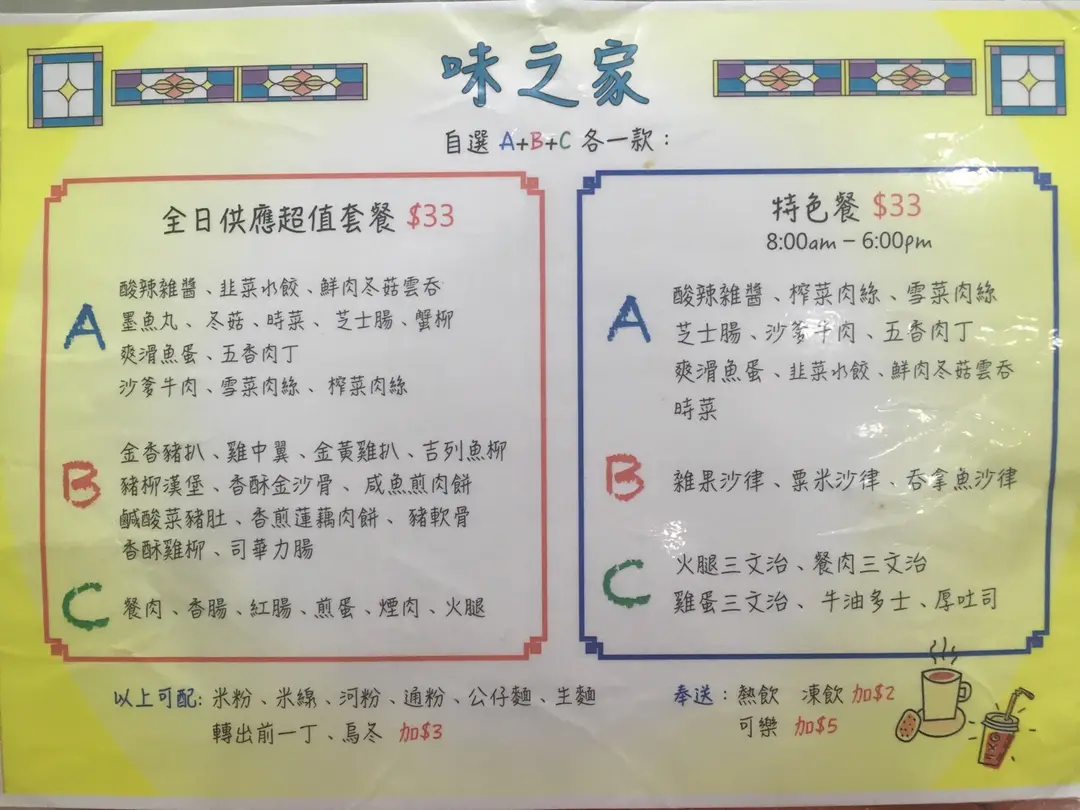 味之家
自選 A+B+C 各一款：
全日供應超值套餐 $33
A
酸辣雜醬、韭菜水餃、鮮肉冬菇雲吞
墨魚丸、冬菇、時菜、芝士腸、蟹柳
爽滑魚蛋、五香肉丁
沙爹牛肉、雪菜肉絲、榨菜肉絲
B
金香豬扒、雞中翼、金黃雞扒、吉列魚柳
豬柳漢堡、香酥金沙骨、咸魚煎肉餅
鹹酸菜豬肚、香煎蓮藕肉餅、豬軟骨
香酥雞柳、司華力腸
C
餐肉、香腸、紅腸、煎蛋、煙肉、火腿
特色餐 $33
8:00am – 6:00pm
A
酸辣雜醬、榨菜肉絲、雪菜肉絲
芝士腸、沙爹牛肉、五香肉丁
爽滑魚蛋、韭菜水餃、鮮肉冬菇雲吞
時菜
B
雜果沙律、粟米沙律、吞拿魚沙律
C
火腿三文治、餐肉三文治
雞蛋三文治、牛油多士、厚吐司
以上可配: 米粉、米線、河粉、通粉、公仔麵、生麵
轉出前一丁、烏冬 加$3
奉送：熱飲 凍飲 加$2
可樂 加$5